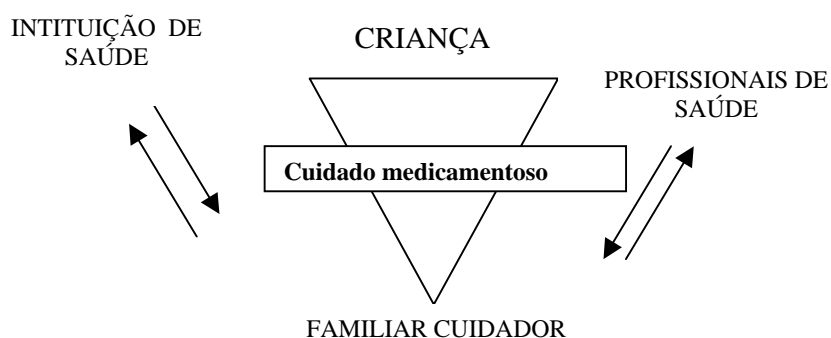 INTITUIÇÃO DE
SAÚDE
CRIANÇA
PROFISSIONAIS DE
SAÚDE
Cuidado medicamentoso
FAMILIAR CUIDADOR